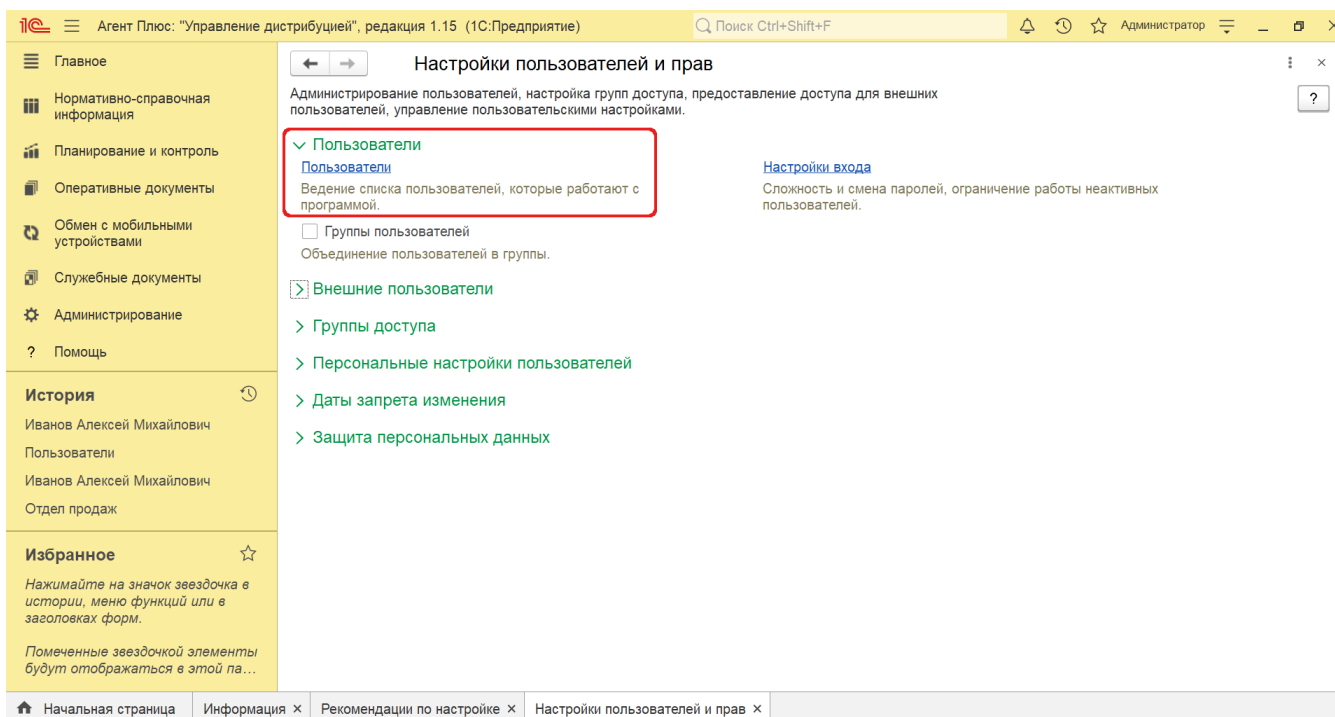 1С Агент Плюс: "Управление дистрибуцией", редакция 1.15 (1С:Предприятие)
Поиск Ctrl+Shift+F
Администратор
Главное
Нормативно-справочная
информация
Планирование и контроль
Оперативные документы
Обмен с мобильными
устройствами
Служебные документы
Администрирование
? Помощь
История
Иванов Алексей Михайлович
Пользователи
Иванов Алексей Михайлович
Отдел продаж
Избранное
Нажимайте на значок звездочка в
истории, меню функций или в
заголовках форм.
Помеченные звездочкой элементы
будут отображаться в этой па...
Настройки пользователей и прав
Администрирование пользователей, настройка групп доступа, предоставление доступа для внешних
пользователей, управление пользовательскими настройками.
?
Пользователи
Пользователи
Ведение списка пользователей, которые работают с
программой.
Настройки входа
Сложность и смена паролей, ограничение работы неактивных
пользователей.
Группы пользователей
Объединение пользователей в группы.
Внешние пользователи
Группы доступа
Персональные настройки пользователей
Даты запрета изменения
Защита персональных данных
Начальная страница
Информация ×
Рекомендации по настройке ×
Настройки пользователей и прав ×